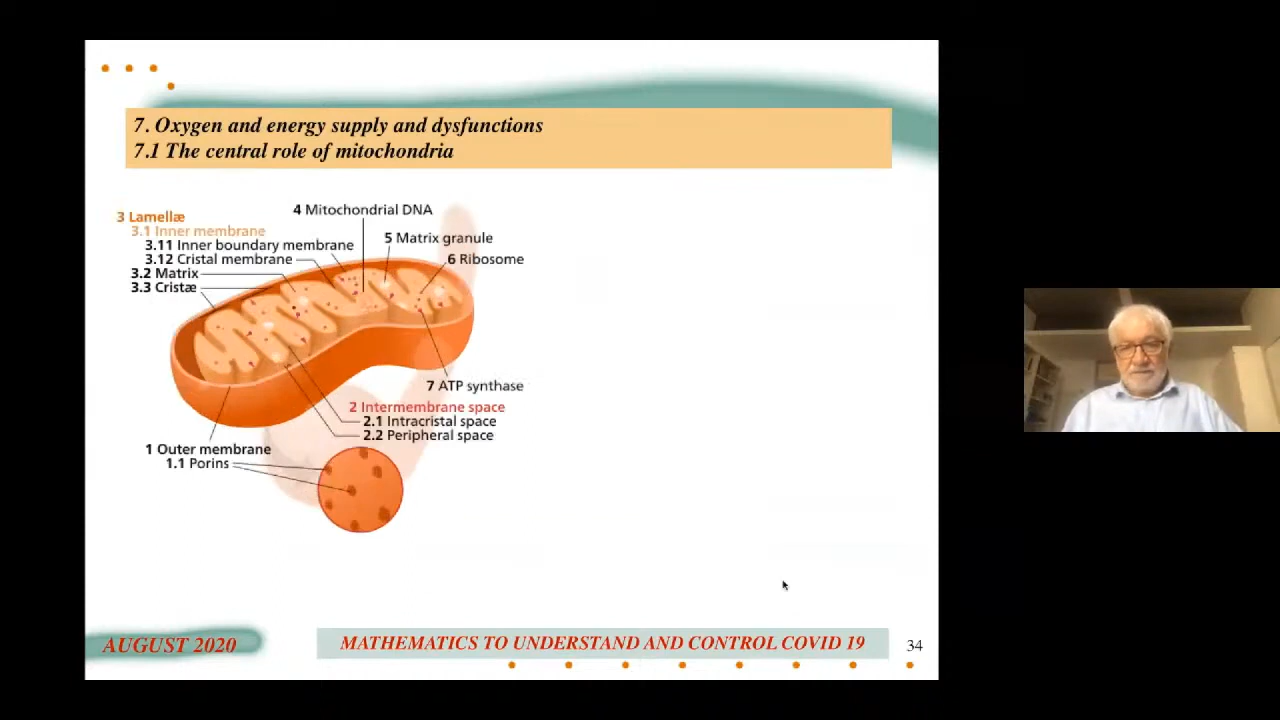 7. Oxygen and energy supply and dysfunctions
7.1 The central role of mitochondria
3 Lamellæ
3.1 Inner membrane
3.11 Inner boundary membrane
3.12 Cristal membrane
3.2 Matrix
3.3 Cristæ
4 Mitochondrial DNA
5 Matrix granule
6 Ribosome
7 ATP synthase
2 Intermembrane space
2.1 Intracristal space
2.2 Peripheral space
1 Outer membrane
1.1 Porins
AUGUST 2020
MATHEMATICS TO UNDERSTAND AND CONTROL COVID 19
34